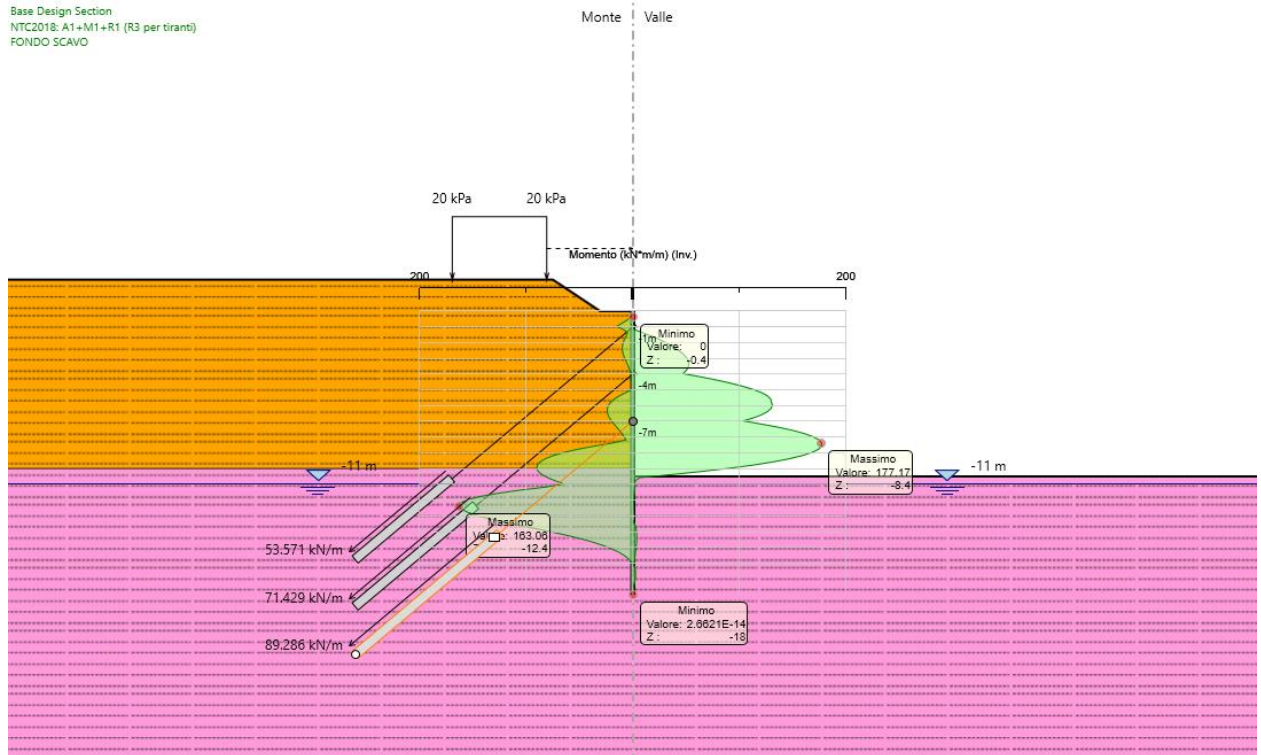 Base Design Section
NTC2018: A1+M1+R1 (R3 per tiranti)
FONDO SCAVO
Monte
Valle
20 kPa
20 kPa
Momento (kN*m/m) (Inv.)
200
200
Minimo
Valore: 0
Z : -0.4
-1m
-4m
-7m
Massimo
Valore: 177.17
Z : -8.4
-11 m
-11 m
Massimo
163.06
-12.4
53.571 kN/m
71.429 kN/m
89.286 kN/m
Minimo
Valore: 2.6621E-14
Z : -18